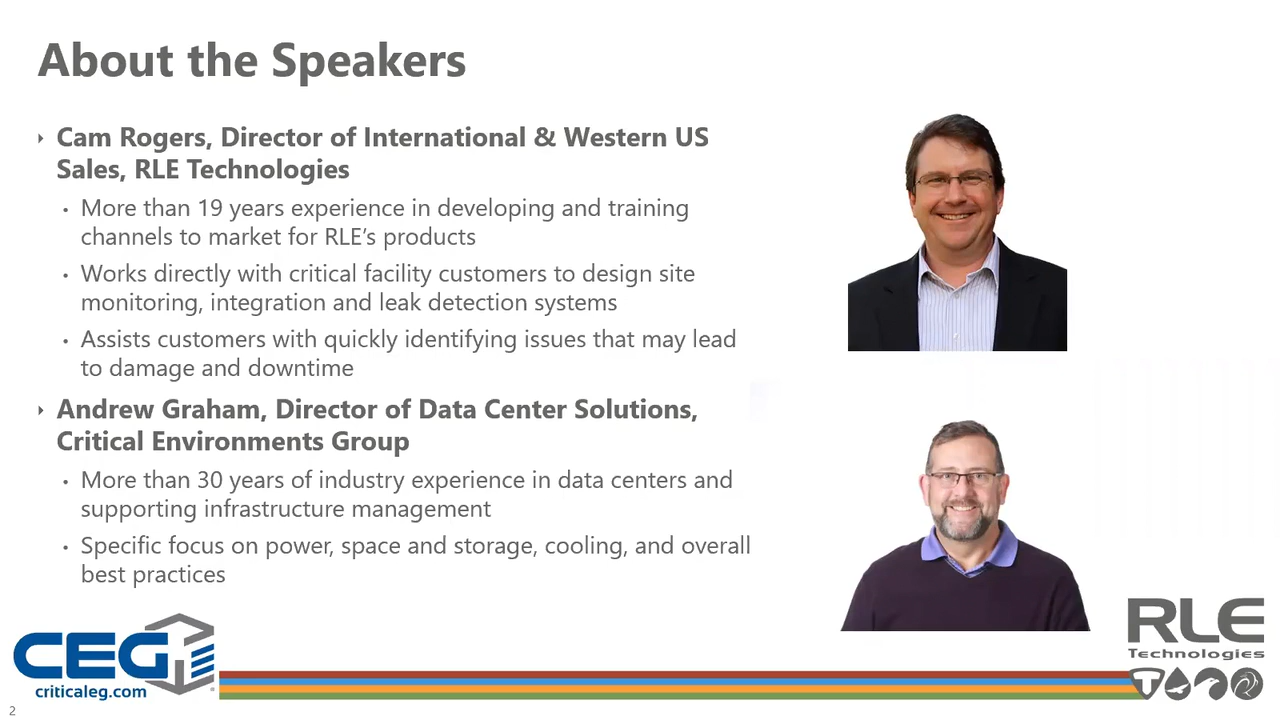 About the Speakers
Cam Rogers, Director of International & Western US
Sales, RLE Technologies
More than 19 years experience in developing and training
channels to market for RLE’s products
Works directly with critical facility customers to design site
monitoring, integration and leak detection systems
Assists customers with quickly identifying issues that may lead
to damage and downtime
Andrew Graham, Director of Data Center Solutions,
Critical Environments Group
More than 30 years of industry experience in data centers and
supporting infrastructure management
Specific focus on power, space and storage, cooling, and overall
best practices
CEG
criticaleg.com
RLE
Technologies
2